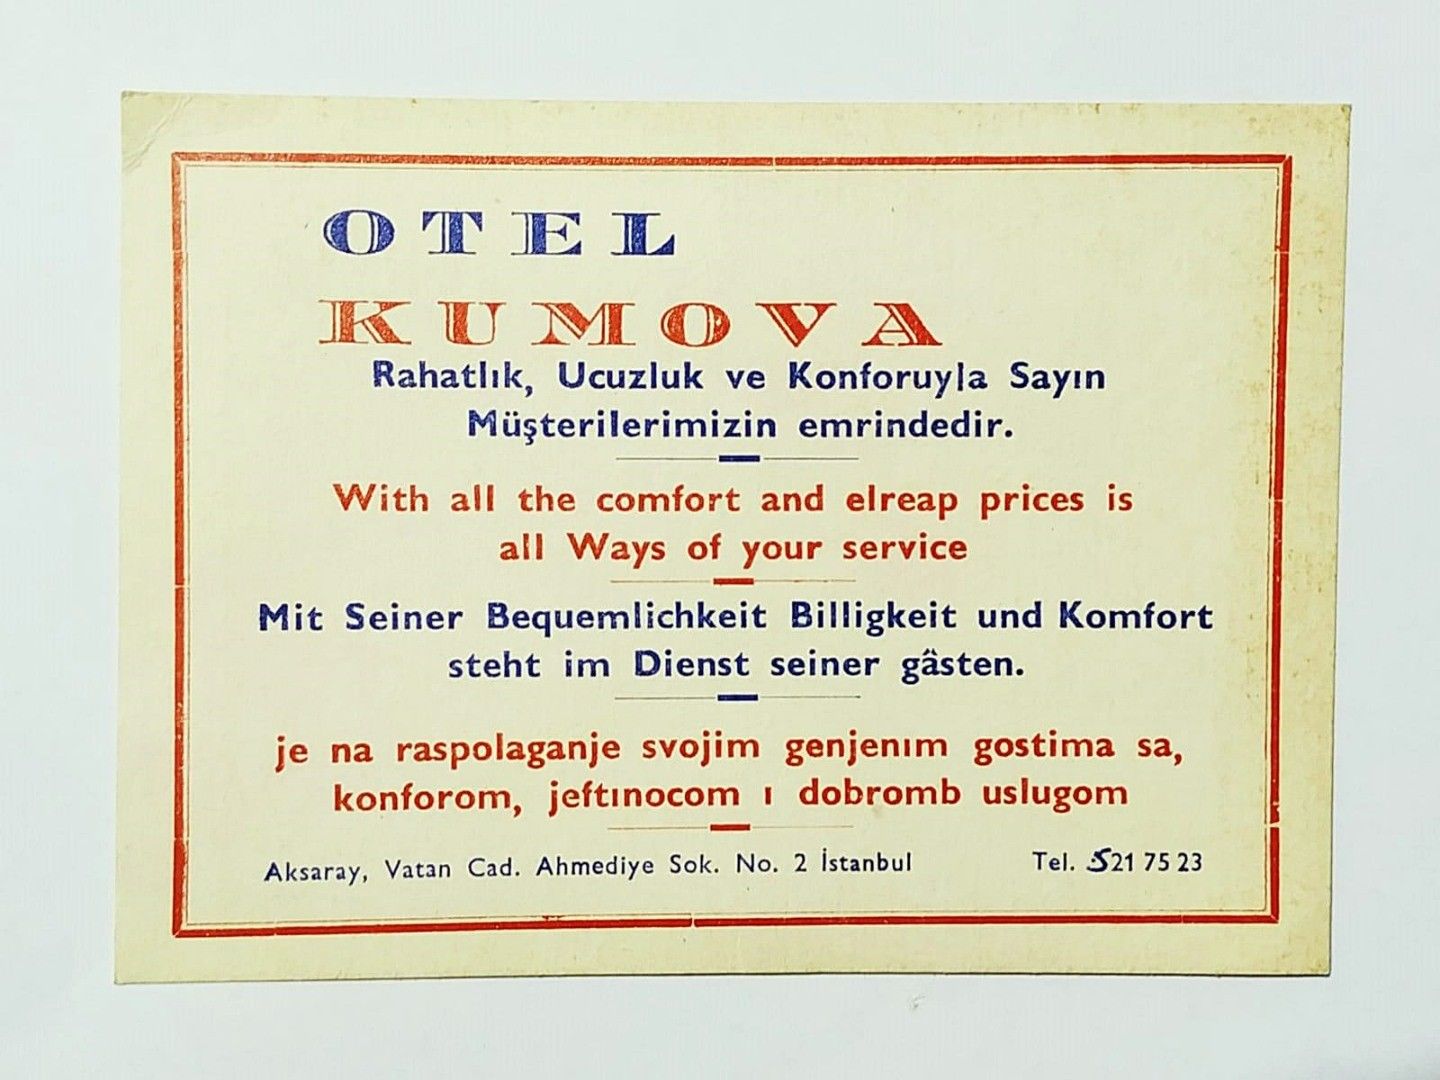 OTEL
KUMOVA
Rahatlık, Ucuzluk ve Konforuyla Sayın
Müşterilerimizin emrindedir.
With all the comfort and elreap prices is
all Ways of your service
Mit Seiner Bequemlichkeit Billigkeit und Komfort
steht im Dienst seiner gâsten.
je na raspolaganje svojim genjenım gostima sa,
konforom, jeftınocom ı dobromb uslugom
Aksaray, Vatan Cad. Ahmediye Sok. No. 2 İstanbul Tel. 521 75 23